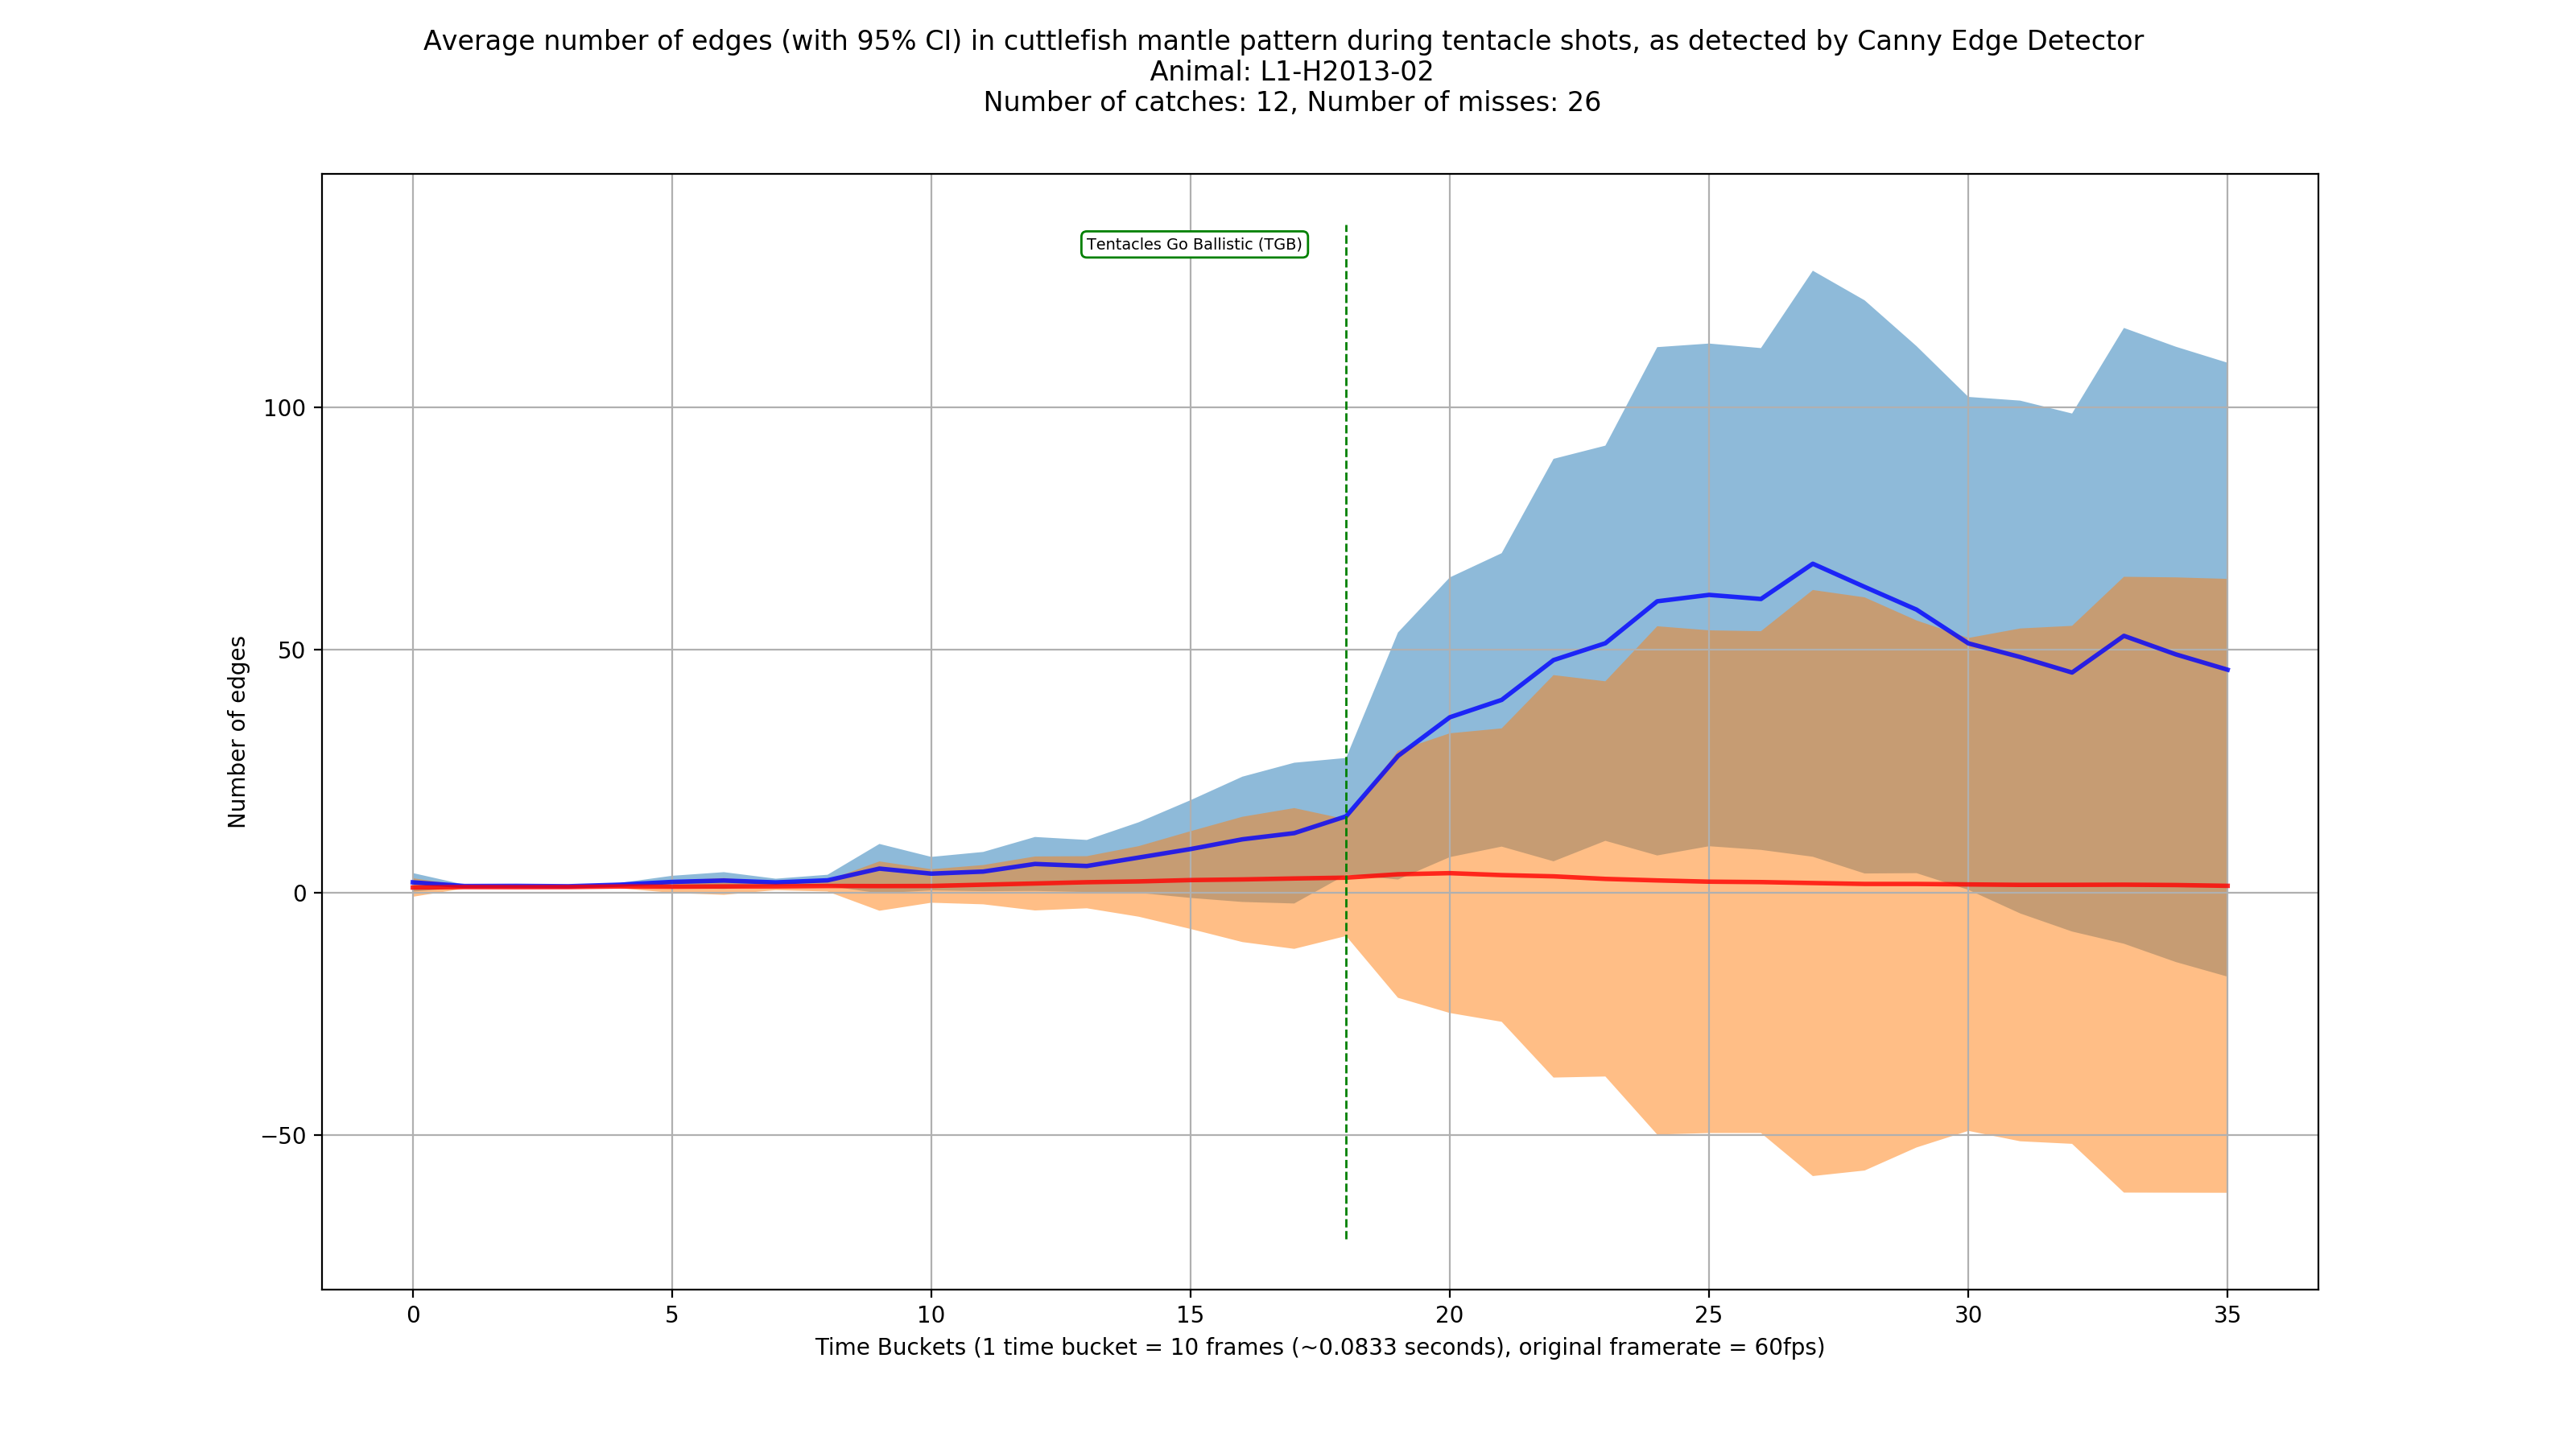 Average number of edges (with 95% CI) in cuttlefish mantle pattern during tentacle shots, as detected by Canny Edge Detector
Animal: L1-H2013-02
Number of catches: 12, Number of misses: 26
Tentacles Go Ballistic (TGB)
100
50
0
−50
Number of edges
0 5 10 15 20 25 30 35
Time Buckets (1 time bucket = 10 frames (~0.0833 seconds), original framerate = 60fps)